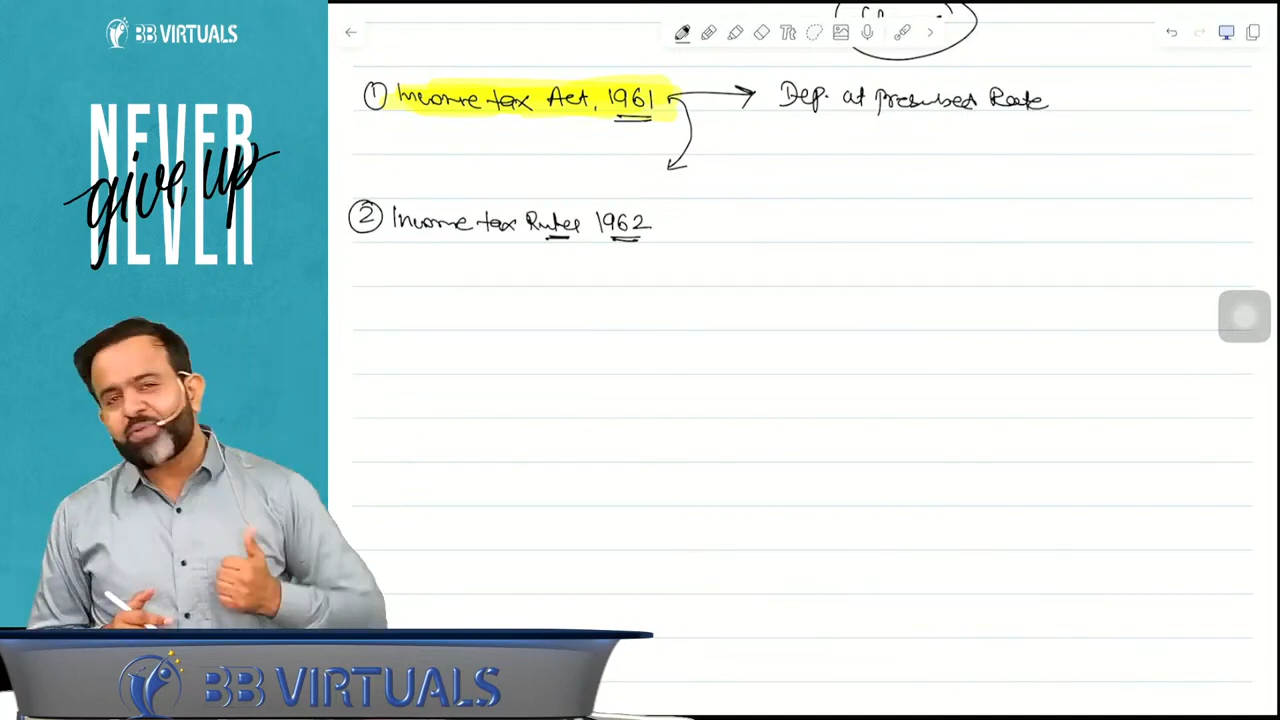 BB VIRTUALS
NEVER
give up
NEVER
① Income tax Act, 1961 → Dep. at prescribed Rate
② Income tax Rules 1962
BB VIRTUALS